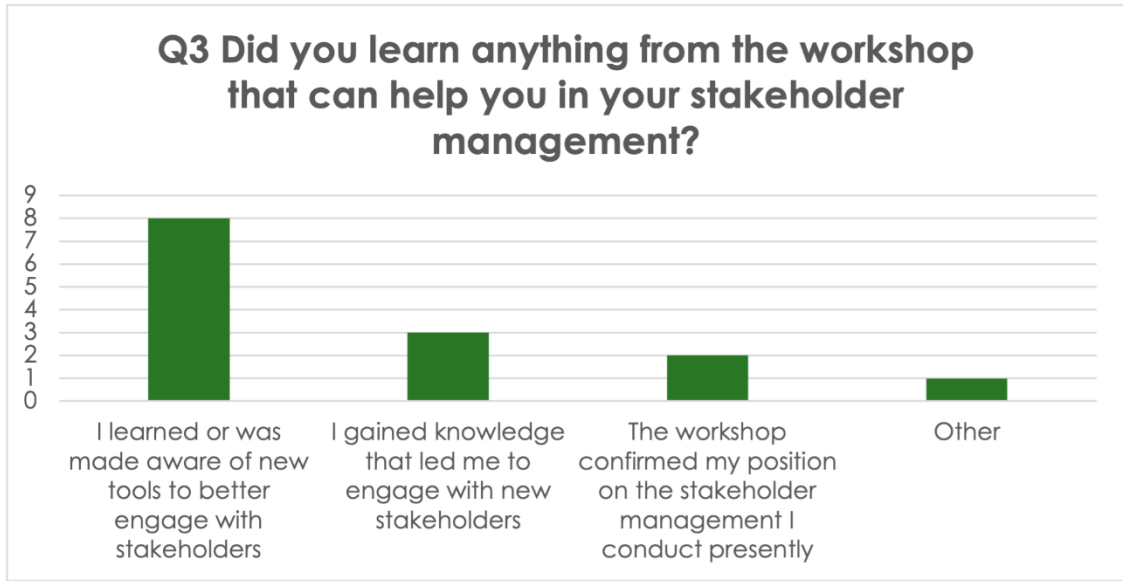 Q3 Did you learn anything from the workshop
that can help you in your stakeholder
management?
9
8
7
6
5
4
3
2
1
0
I learned or was
made aware of new
tools to better
engage with
stakeholders
I gained knowledge
that led me to
engage with new
stakeholders
The workshop
confirmed my position
on the stakeholder
management I
conduct presently
Other